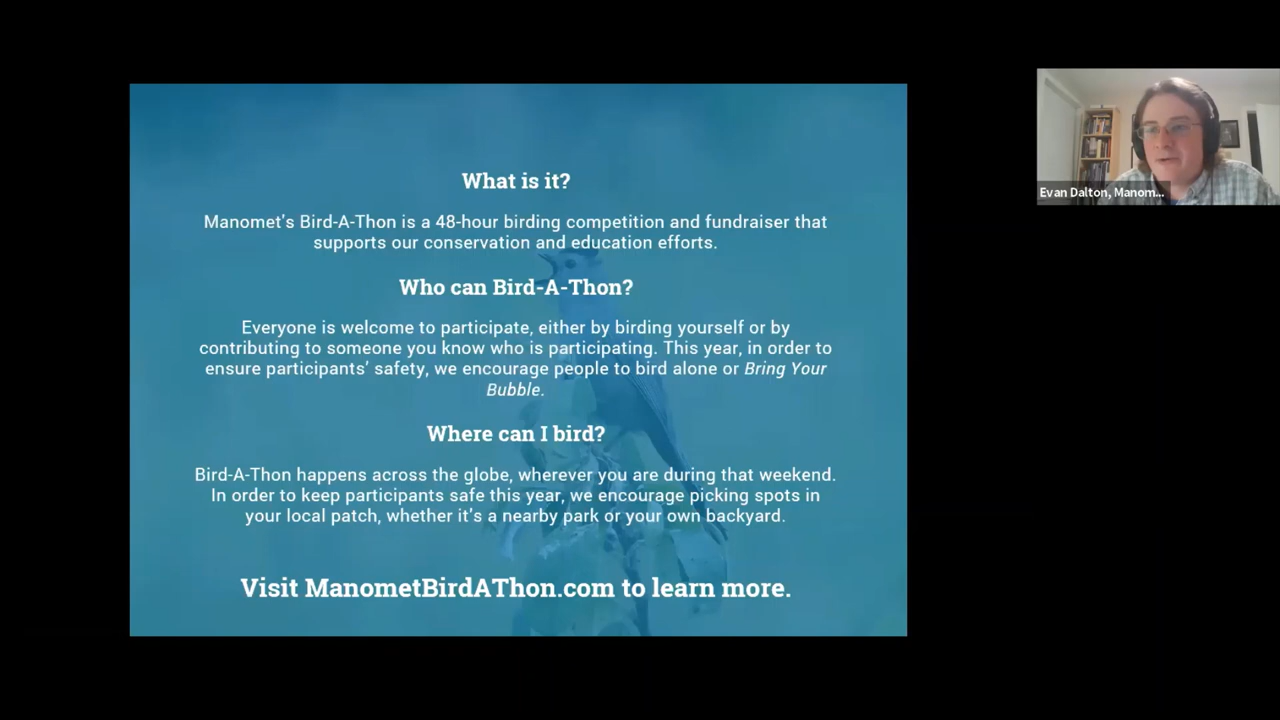 What is it?
Manomet's Bird-A-Thon is a 48-hour birding competition and fundraiser that
supports our conservation and education efforts.
Who can Bird-A-Thon?
Everyone is welcome to participate, either by birding yourself or by
contributing to someone you know who is participating. This year, in order to
ensure participants' safety, we encourage people to bird alone or Bring Your
Bubble.
Where can I bird?
Bird-A-Thon happens across the globe, wherever you are during that weekend.
In order to keep participants safe this year, we encourage picking spots in
your local patch, whether it's a nearby park or your own backyard.
Visit ManometBirdAThon.com to learn more.
Evan Dalton, Manom...